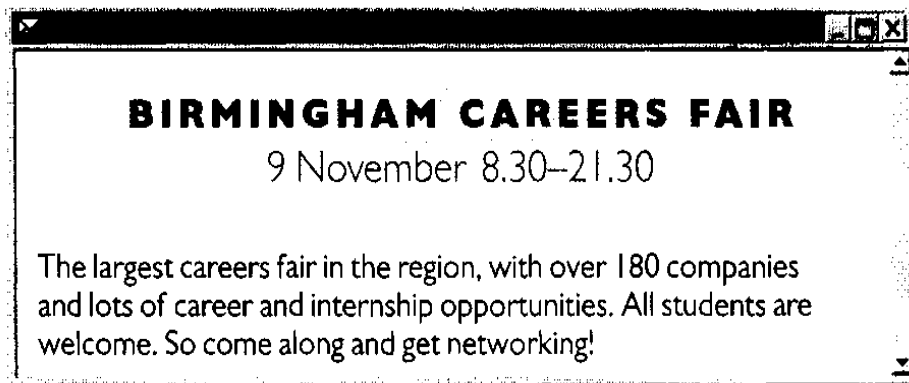 BIRMINGHAM CAREERS FAIR
9 November 8.30–21.30
The largest careers fair in the region, with over 180 companies
and lots of career and internship opportunities. All students are
welcome. So come along and get networking!